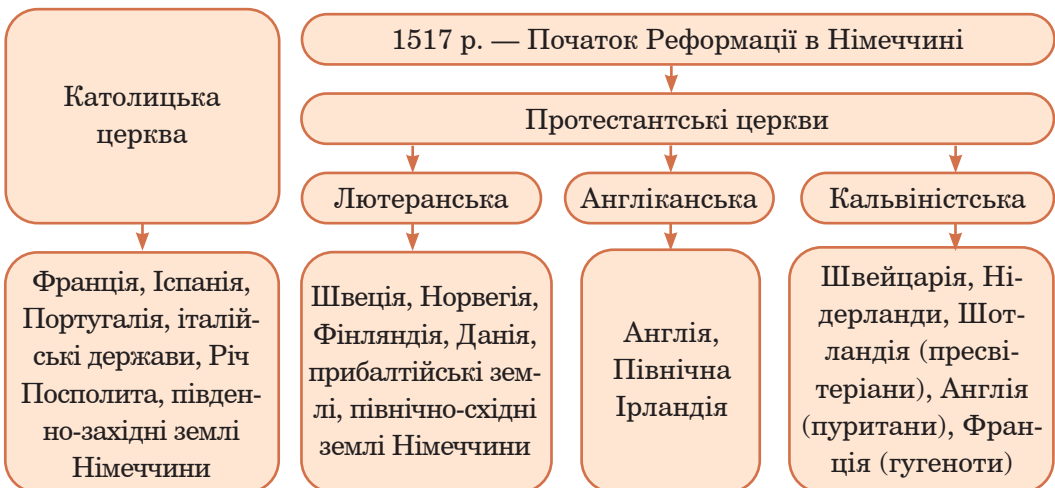 Католицька
церква
1517 р. — Початок Реформації в Німеччині
Протестантські церкви
Лютеранська
Англіканська
Кальвіністська
Франція, Іспанія,
Португалія, італій-
ські держави, Річ
Посполита, півден-
но-західні землі
Німеччини
Швеція, Норвегія,
Фінляндія, Данія,
прибалтійські зем-
лі, північно-східні
землі Німеччини
Англія,
Північна
Ірландія
Швейцарія, Ні-
дерланди, Шот-
ландія (пресві-
теріани), Англія
(пуритани), Фран-
ція (гугеноти)